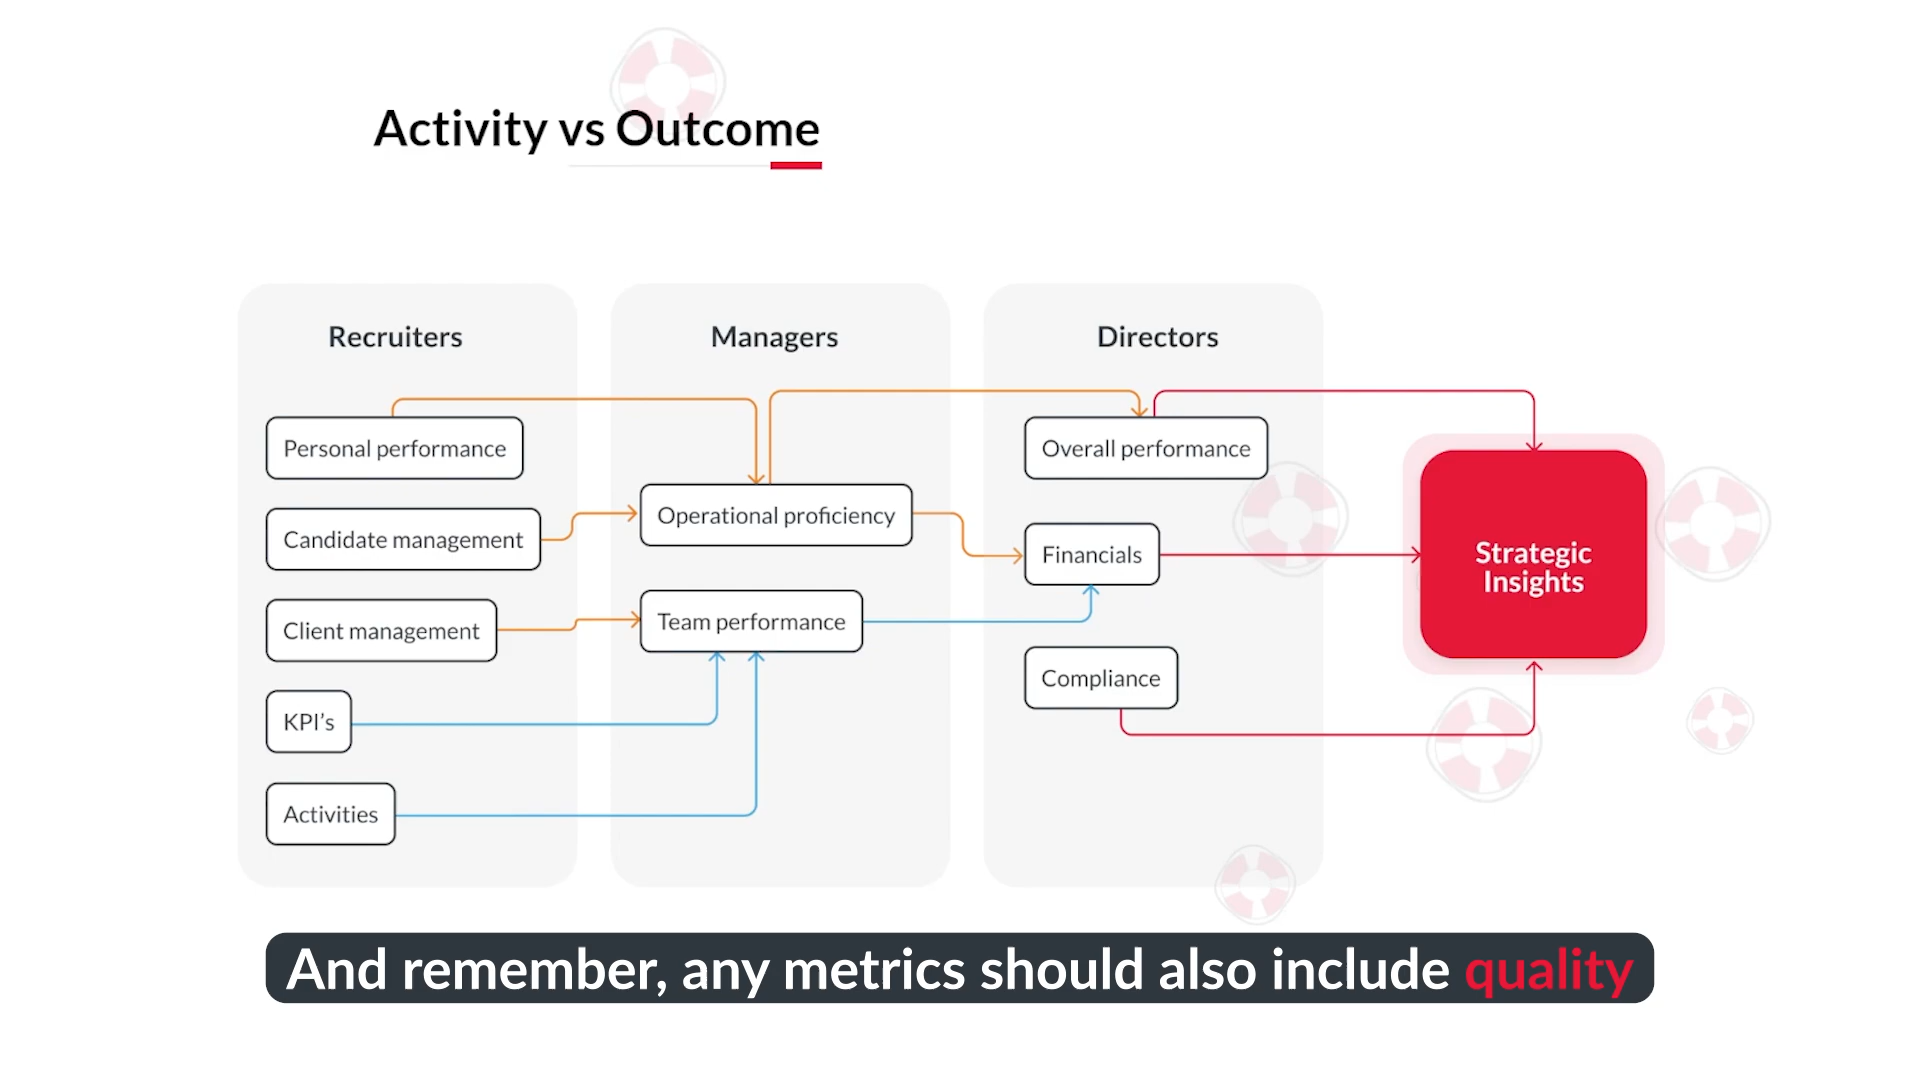 Activity vs Outcome
Recruiters
Personal performance
Candidate management
Client management
KPI’s
Activities
Managers
Operational proficiency
Team performance
Directors
Overall performance
Financials
Compliance
Strategic
Insights
And remember, any metrics should also include quality